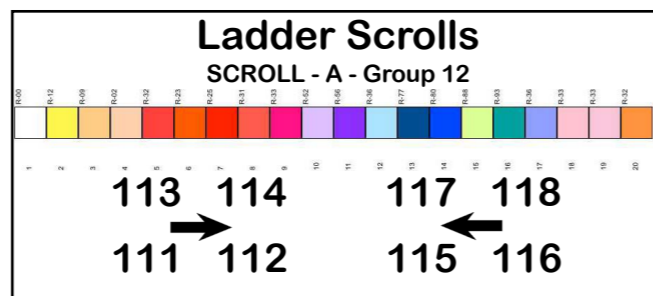 Ladder Scrolls
SCROLL - A - Group 12
R-00 R-12 R-09 R-02 R-32 R-23 R-25 R-31 R-33 R-52 R-56 R-36 R-77 R-80 R-88 R-93 R-36 R-33 R-33 R-32
1 2 3 4 5 6 7 8 9 10 11 12 13 14 15 16 17 18 19 20
113 114 117 118
111 112 115 116